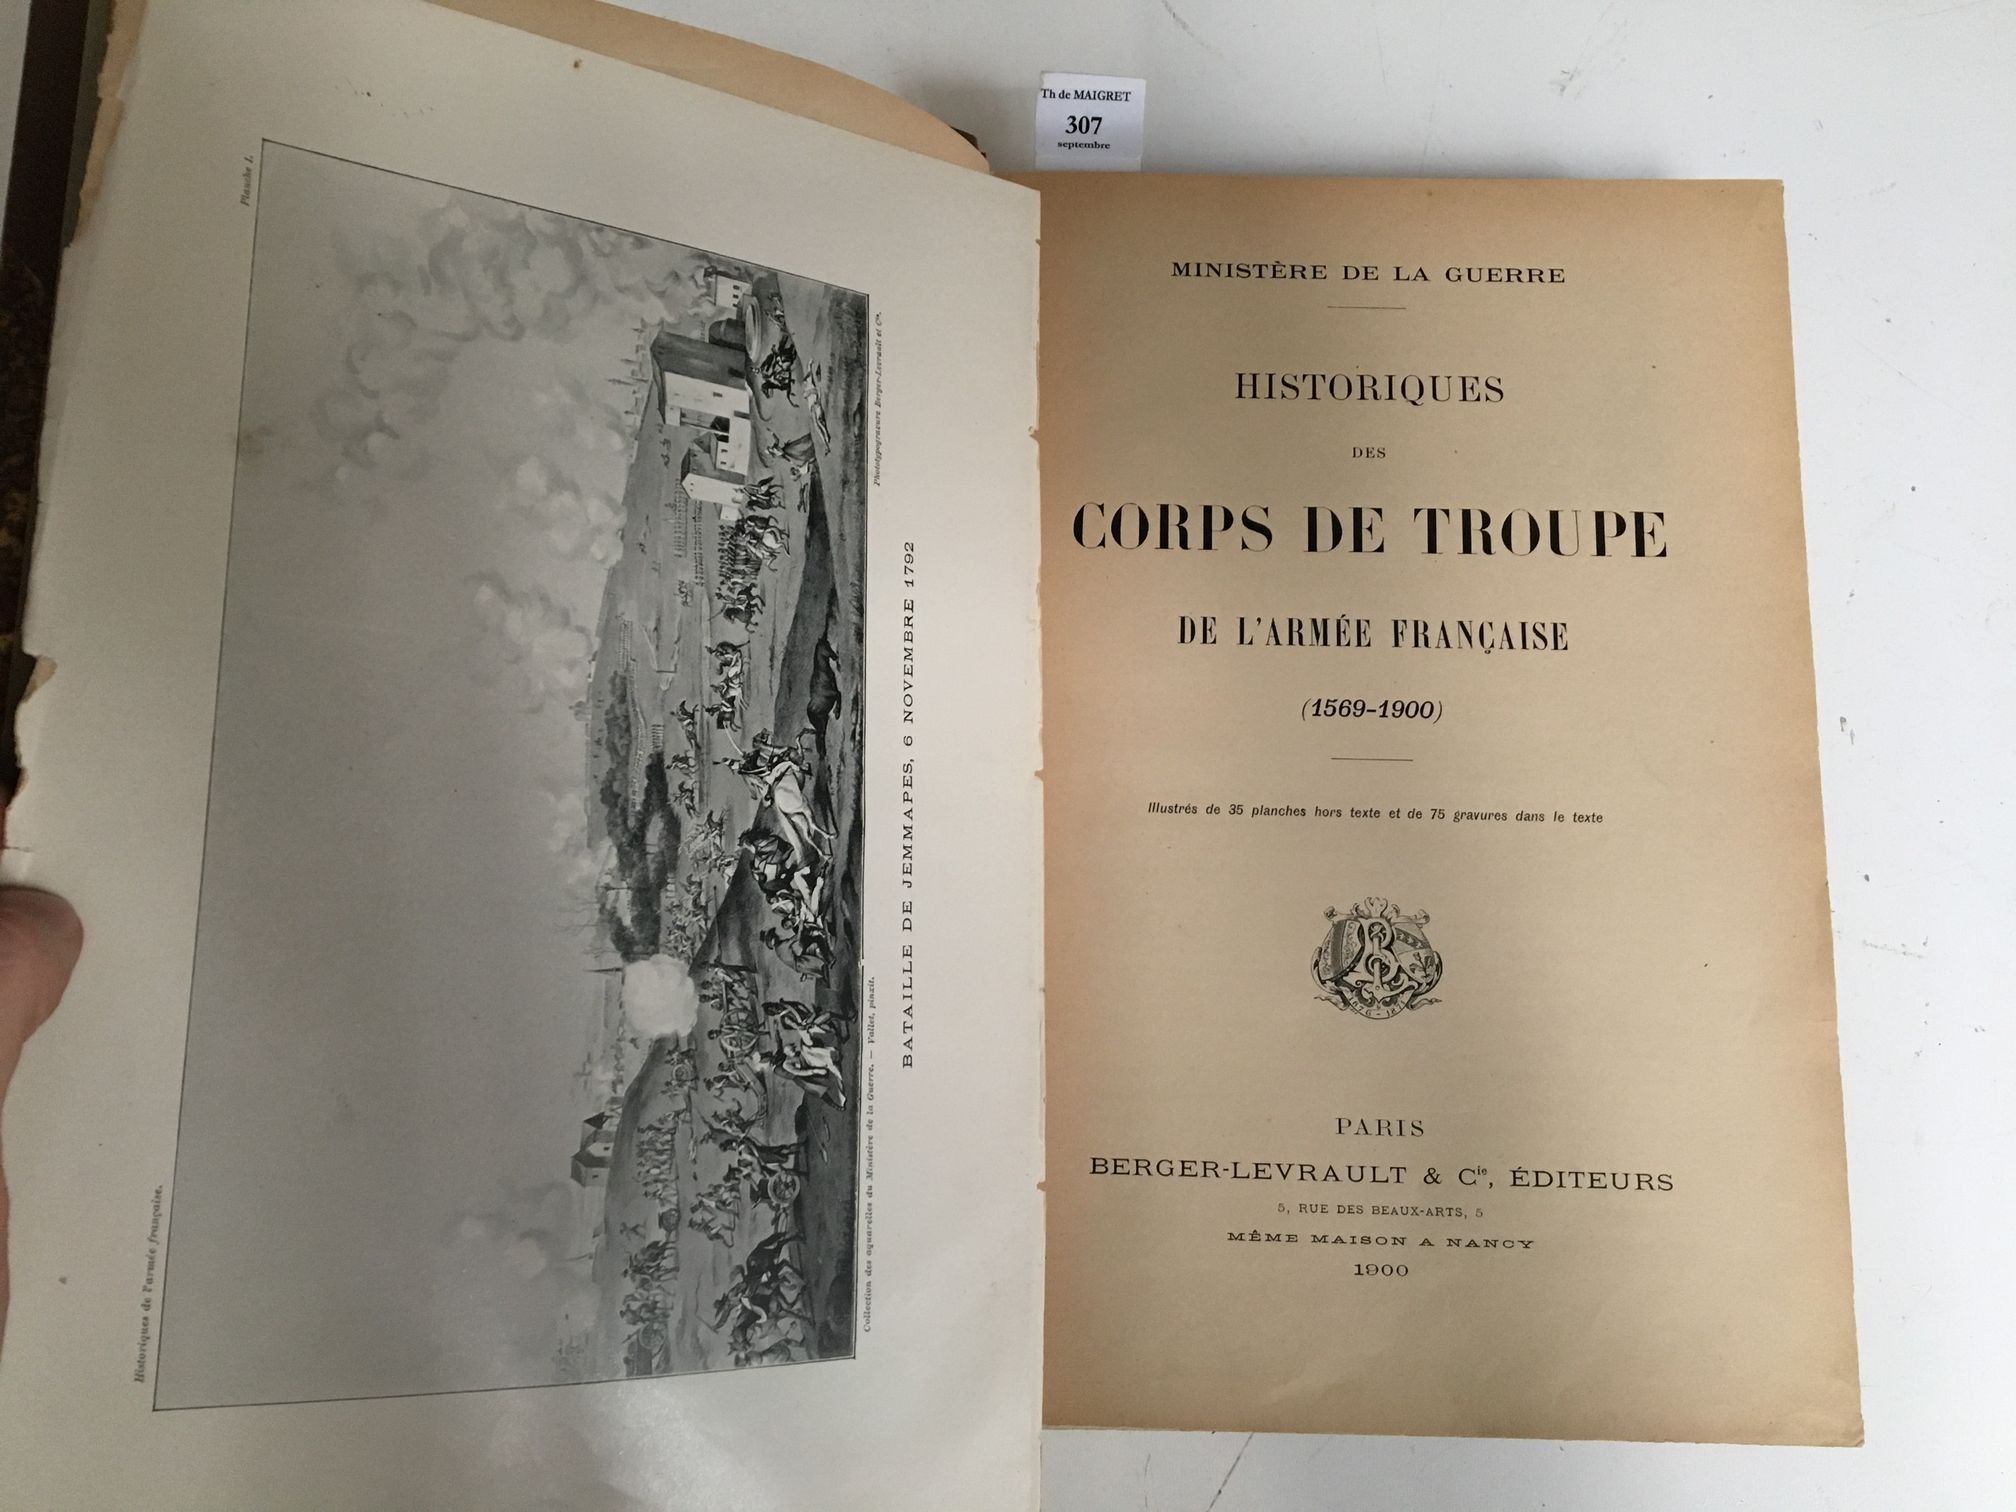 Th de MAIGRET
307
septembre
Historiques de l'armée française.
Planche 1.
Collection des aquarelles du Ministère de la Guerre. — Vallet, pinxit.
Phototypogravure Berger-Levrault et Cie.
BATAILLE DE JEMMAPES, 6 NOVEMBRE 1792
MINISTÈRE DE LA GUERRE
HISTORIQUES
DES
CORPS DE TROUPE
DE L'ARMÉE FRANÇAISE
(1569-1900)
Illustrés de 35 planches hors texte et de 75 gravures dans le texte
PARIS
BERGER-LEVRAULT & Cie, ÉDITEURS
5, RUE DES BEAUX-ARTS, 5
MÊME MAISON A NANCY
1900